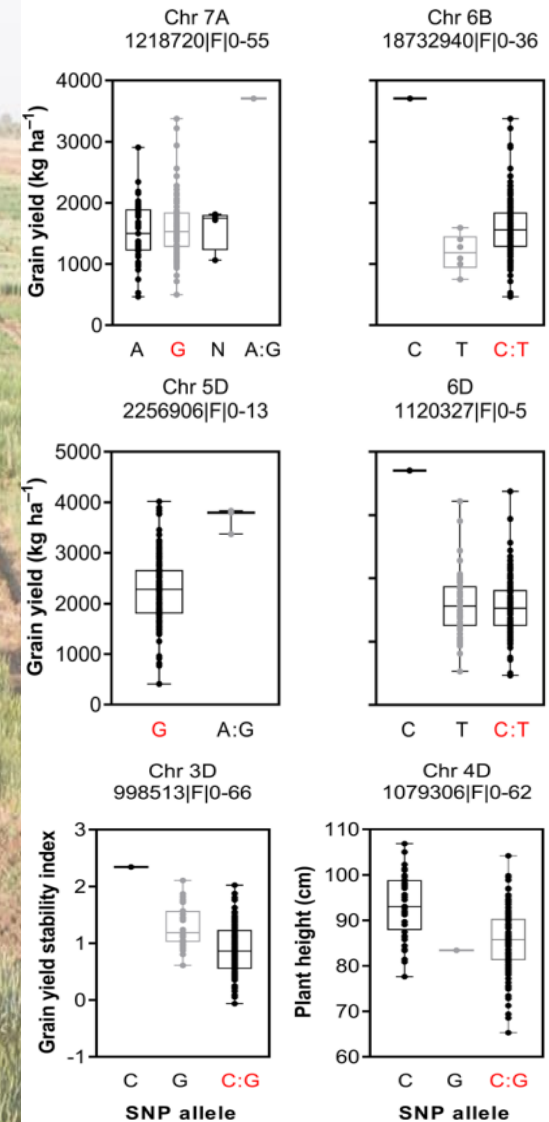 Chr 7A
1218720|F|0-55
Chr 6B
18732940|F|0-36
Grain yield (kg ha⁻¹)
4000
3000
2000
1000
0
A G N A:G
C T C:T
Chr 5D
2256906|F|0-13
6D
1120327|F|0-5
Grain yield (kg ha⁻¹)
5000
4000
3000
2000
1000
0
G A:G
C T C:T
Chr 3D
998513|F|0-66
Chr 4D
1079306|F|0-62
Grain yield stability index
3
2
1
0
-1
C G C:G
SNP allele
Plant height (cm)
110
100
90
80
70
60
C G C:G
SNP allele